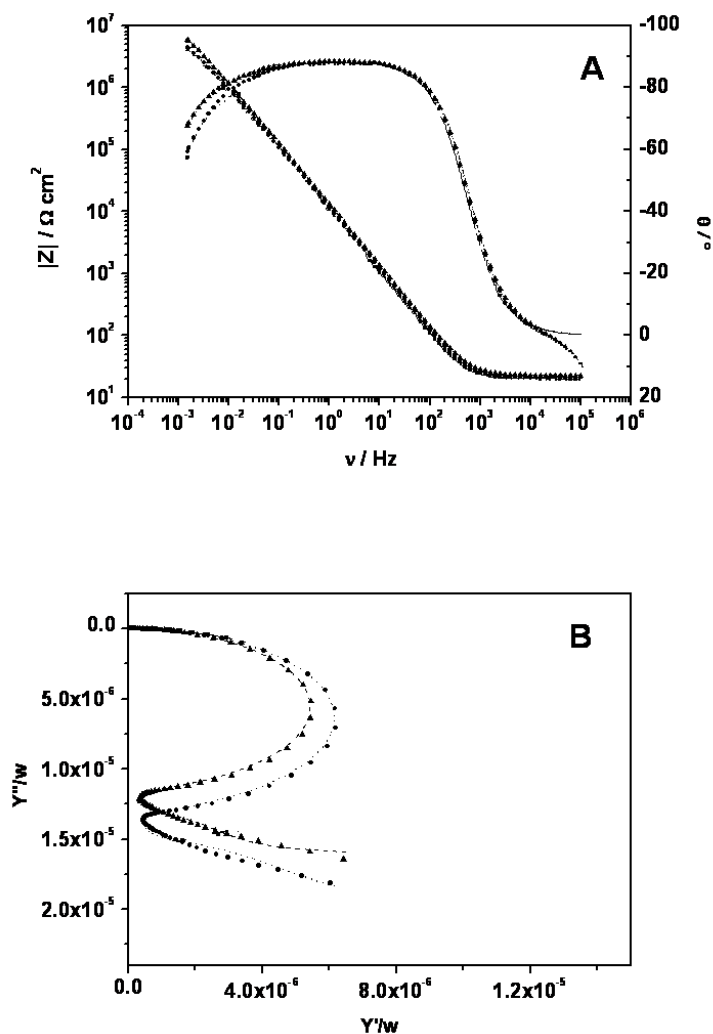 A
10⁷
10⁶
10⁵
10⁴
10³
10²
10¹
|Z| / Ω cm²
-100
-80
-60
-40
-20
0
20
θ / °
10⁻⁴ 10⁻³ 10⁻² 10⁻¹ 10⁰ 10¹ 10² 10³ 10⁴ 10⁵ 10⁶
ν / Hz
B
0.0
5.0x10⁻⁶
1.0x10⁻⁵
1.5x10⁻⁵
2.0x10⁻⁵
Y''/w
0.0 4.0x10⁻⁶ 8.0x10⁻⁶ 1.2x10⁻⁵
Y'/w